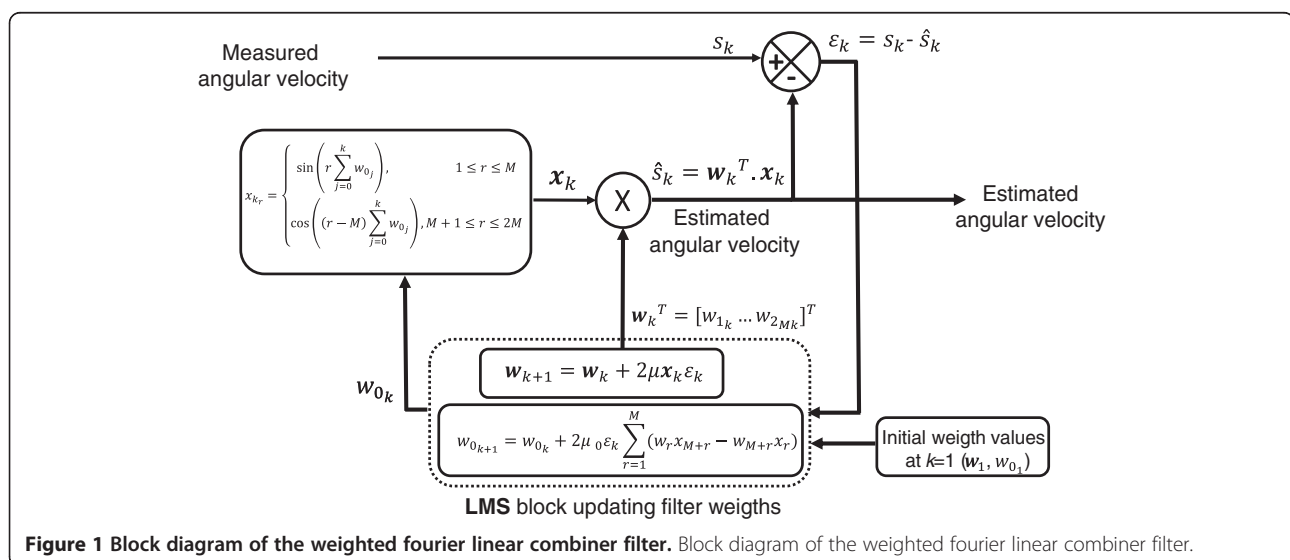 Measured
angular velocity
s_k
+
-
ε_k = s_k- ŝ_k
x_{k_r} = { sin(r ∑_{j=0}^{k} w_{0_j}), 1 ≤ r ≤ M
cos((r − M) ∑_{j=0}^{k} w_{0_j}), M + 1 ≤ r ≤ 2M
x_k
X
ŝ_k = w_k^T . x_k
Estimated
angular velocity
Estimated
angular velocity
w_k^T = [w_{1_k} … w_{2_{Mk}}]^T
w_{0_k}
w_{k+1} = w_k + 2μx_kε_k
w_{0_{k+1}} = w_{0_k} + 2μ_0ε_k ∑_{r=1}^{M} (w_r x_{M+r} − w_{M+r} x_r)
Initial weigth values
at k=1 (w_1, w_{0_1})
LMS block updating filter weigths
Figure 1 Block diagram of the weighted fourier linear combiner filter. Block diagram of the weighted fourier linear combiner filter.